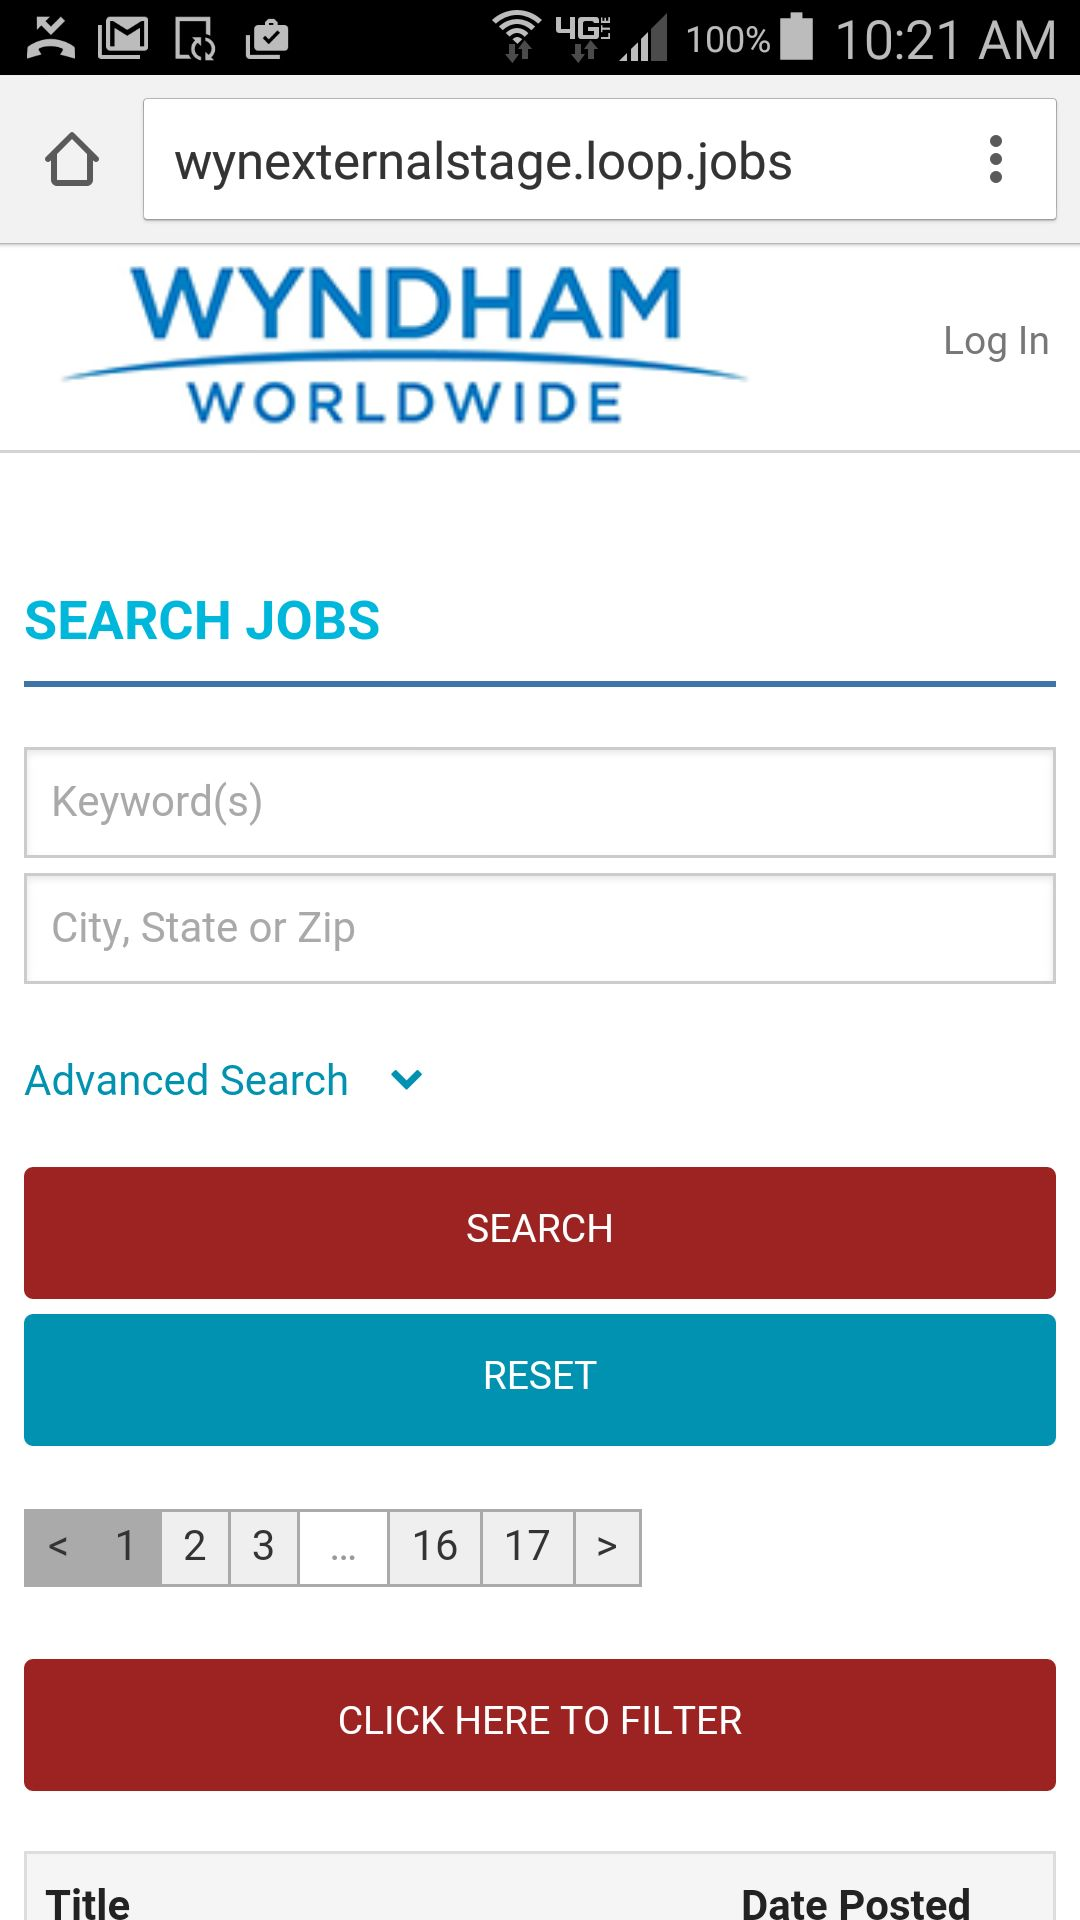 4G LTE 100% 10:21 AM
wynexternalstage.loop.jobs
WYNDHAM
WORLDWIDE
Log In
SEARCH JOBS
Keyword(s)
City, State or Zip
Advanced Search
SEARCH
RESET
< 1 2 3 ... 16 17 >
CLICK HERE TO FILTER
Title Date Posted